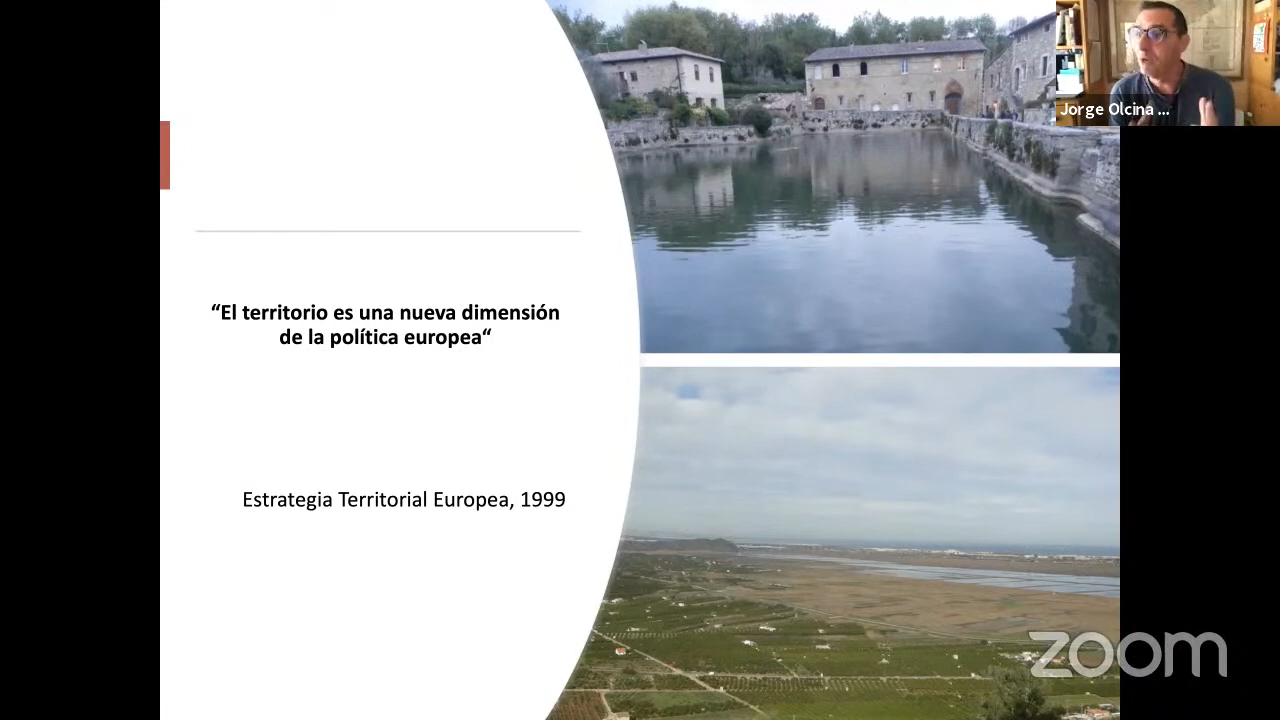 Jorge Olcina ...
“El territorio es una nueva dimensión
de la política europea“
Estrategia Territorial Europea, 1999
zoom